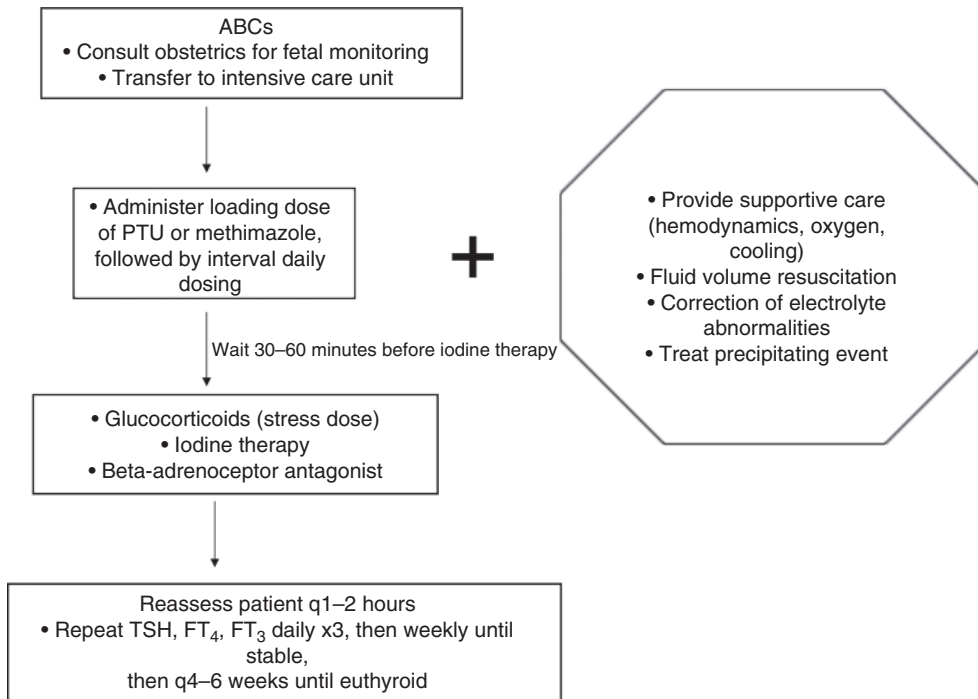 ABCs
• Consult obstetrics for fetal monitoring
• Transfer to intensive care unit
• Administer loading dose
of PTU or methimazole,
followed by interval daily
dosing
+
• Provide supportive care
(hemodynamics, oxygen,
cooling)
• Fluid volume resuscitation
• Correction of electrolyte
abnormalities
• Treat precipitating event
Wait 30–60 minutes before iodine therapy
• Glucocorticoids (stress dose)
• Iodine therapy
• Beta-adrenoceptor antagonist
Reassess patient q1–2 hours
• Repeat TSH, FT₄, FT₃ daily x3, then weekly until
stable,
then q4–6 weeks until euthyroid